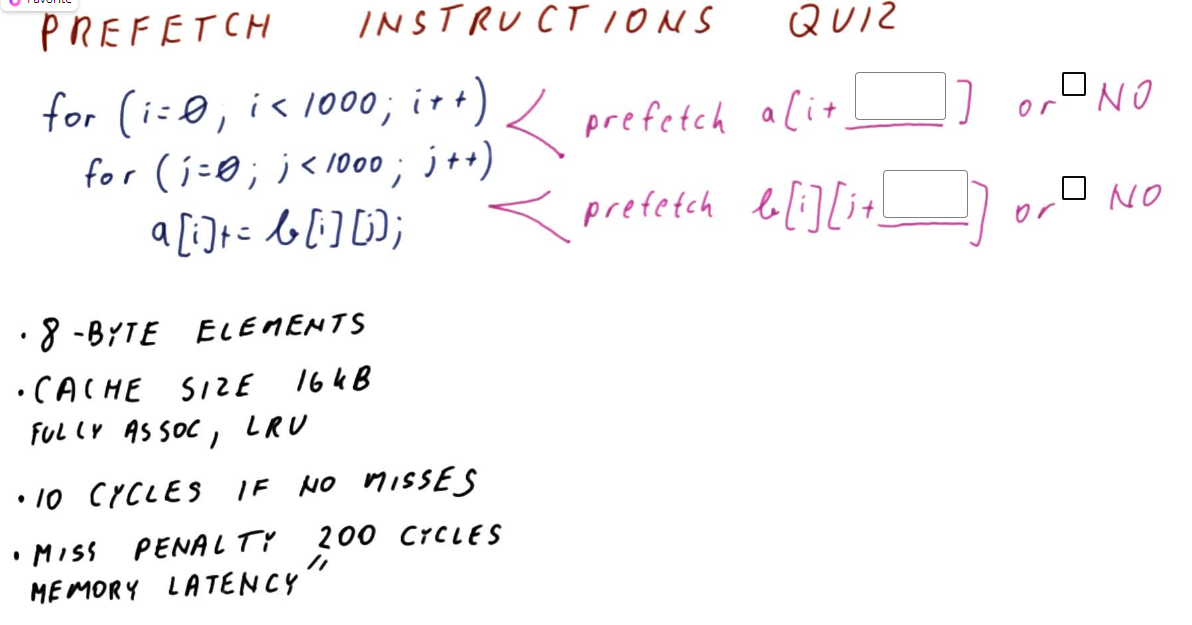 Favorite
PREFETCH INSTRUCTIONS QUIZ
for (i=0; i<1000; i++) prefetch a[i+ ] or NO
for (j=0; j<1000; j++)
prefetch b[i][j+ ] or NO
a[i]+= b[i][j];
• 8-BYTE ELEMENTS
• CACHE SIZE 16kB
FULLY ASSOC, LRU
• 10 CYCLES IF NO MISSES
• MISS PENALTY 200 CYCLES
MEMORY LATENCY "